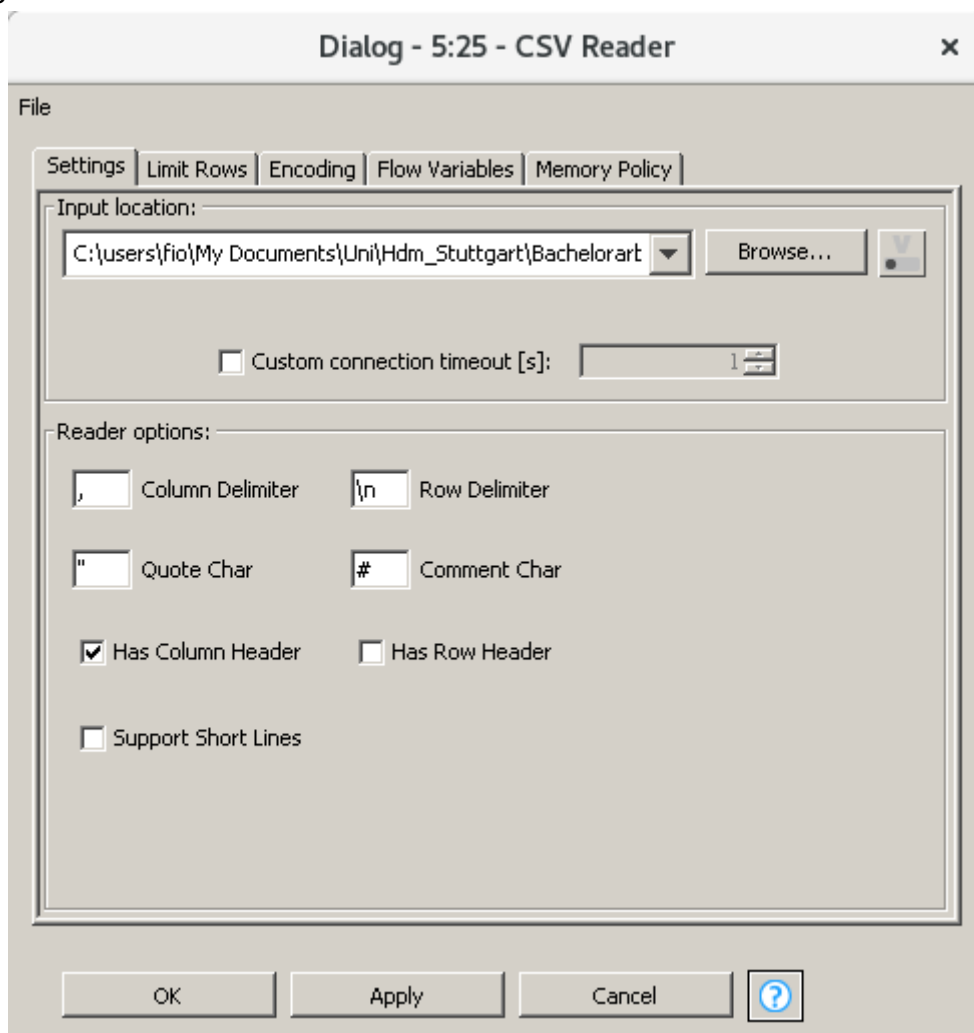 Dialog - 5:25 - CSV Reader ×
File
Settings Limit Rows Encoding Flow Variables Memory Policy
Input location:
C:\users\fio\My Documents\Uni\Hdm_Stuttgart\Bachelorart Browse... V
Custom connection timeout [s]: 1
Reader options:
, Column Delimiter \n Row Delimiter
" Quote Char # Comment Char
Has Column Header Has Row Header
Support Short Lines
OK Apply Cancel ?